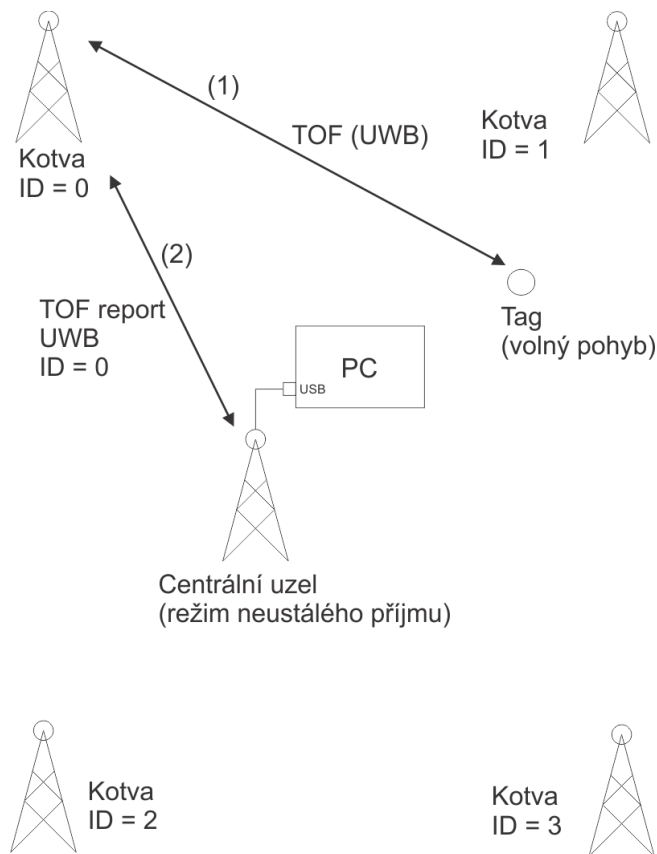 (1)
TOF (UWB)
Kotva
ID = 0
Kotva
ID = 1
(2)
TOF report
UWB
ID = 0
Tag
(volný pohyb)
PC
USB
Centrální uzel
(režim neustálého příjmu)
Kotva
ID = 2
Kotva
ID = 3